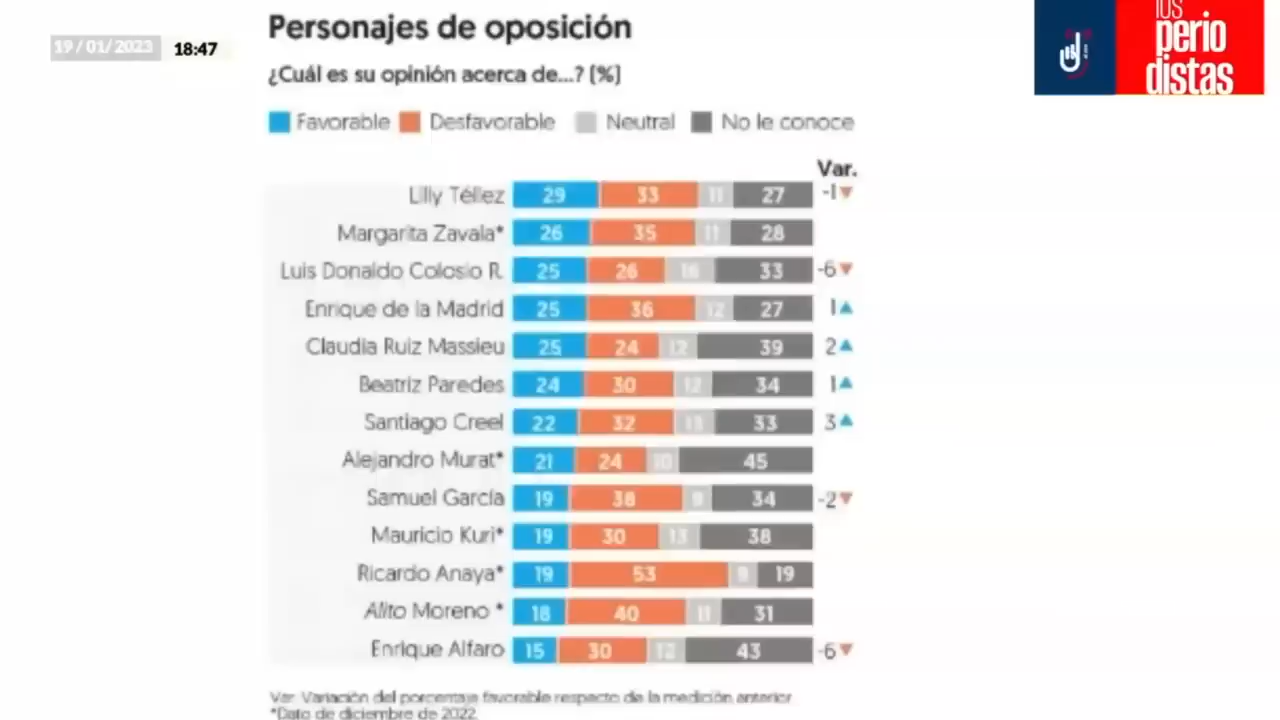 Personajes de oposición
19/01/2023 18:47
¿Cuál es su opinión acerca de...? (%)
los
perio
distas
Favorable Desfavorable Neutral No le conoce
Var.
Lilly Téllez 29 33 11 27 -1
Margarita Zavala* 26 35 11 28
Luis Donaldo Colosio R. 25 26 16 33 -6
Enrique de la Madrid 25 36 12 27 1
Claudia Ruiz Massieu 25 24 12 39 2
Beatriz Paredes 24 30 12 34 1
Santiago Creel 22 32 13 33 3
Alejandro Murat* 21 24 10 45
Samuel García 19 38 9 34 -2
Mauricio Kuri* 19 30 13 38
Ricardo Anaya* 19 53 9 19
Alito Moreno * 18 40 11 31
Enrique Alfaro 15 30 12 43 -6
Var. Variación del porcentaje favorable respecto de la medición anterior
*Dato de diciembre de 2022